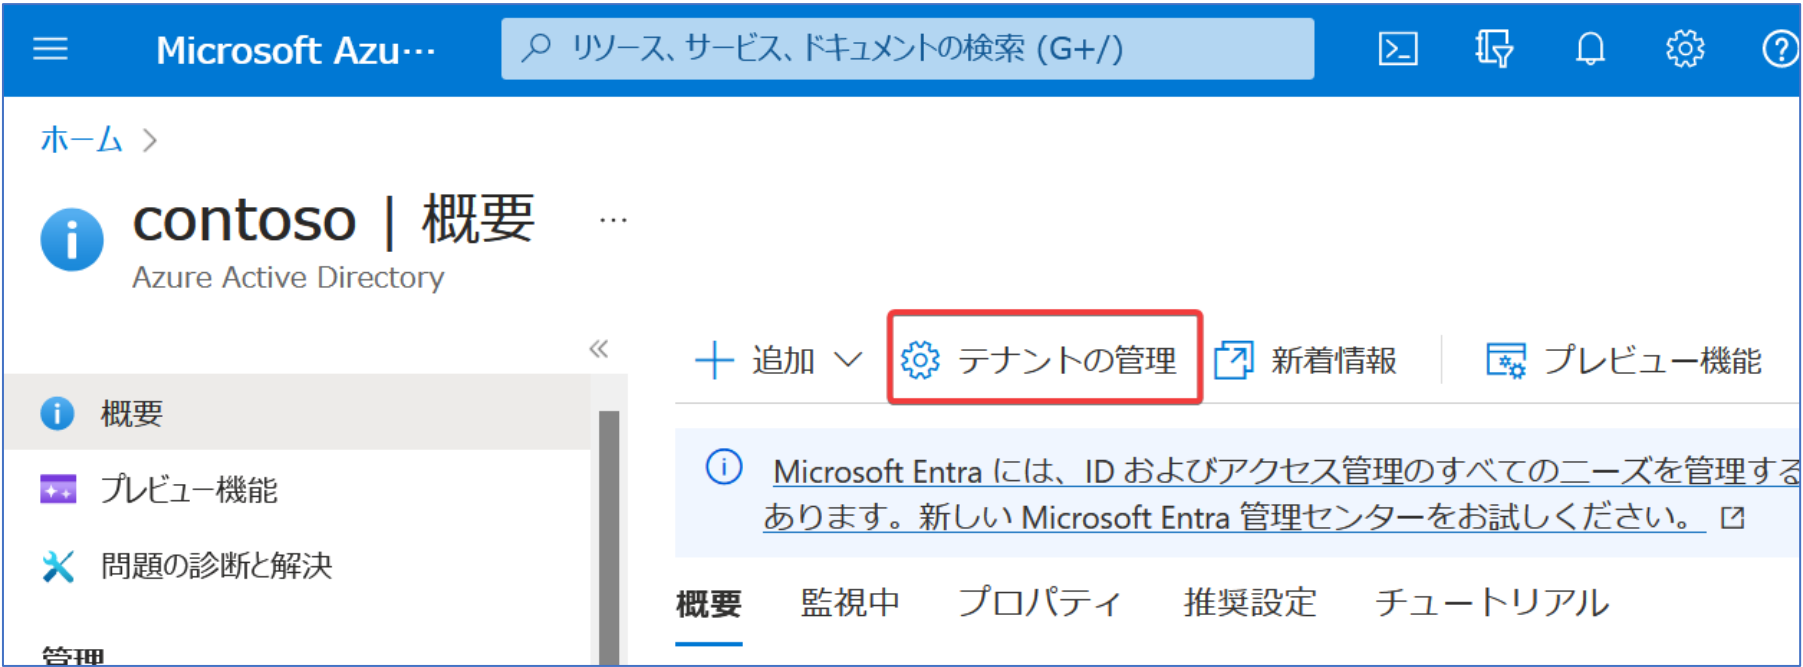 Microsoft Azu…
リソース、サービス、ドキュメントの検索 (G+/)
ホーム >
contoso | 概要 …
Azure Active Directory
追加
テナントの管理
新着情報
プレビュー機能
概要
プレビュー機能
問題の診断と解決
管理
Microsoft Entra には、ID およびアクセス管理のすべてのニーズを管理する
あります。新しい Microsoft Entra 管理センターをお試しください。
概要 監視中 プロパティ 推奨設定 チュートリアル